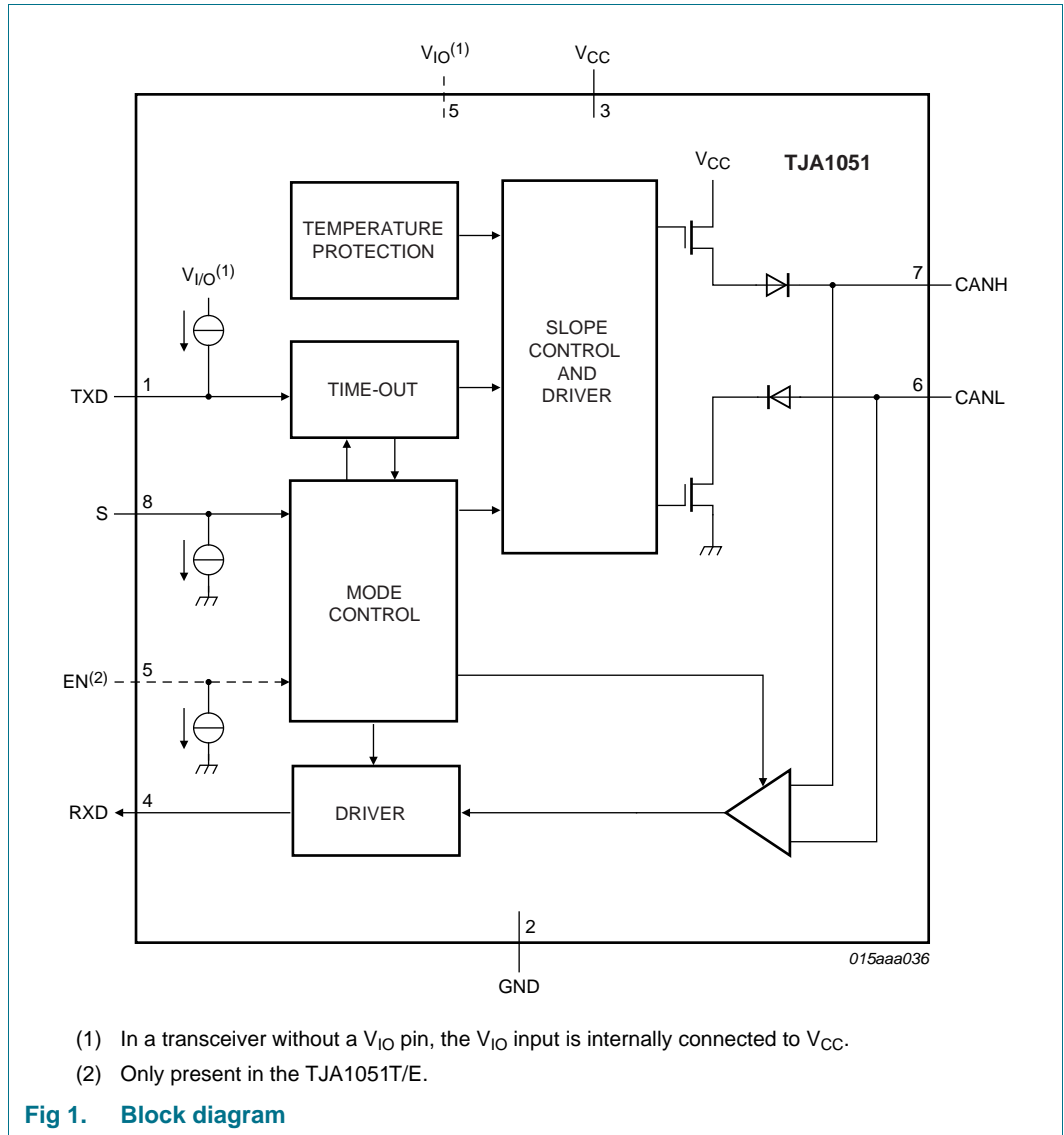 VIO(1)
VCC
5
3
VCC
TJA1051
TEMPERATURE
PROTECTION
VI/O(1)
7
CANH
SLOPE
CONTROL
AND
DRIVER
TXD
1
TIME-OUT
6
CANL
S
8
MODE
CONTROL
EN(2)
5
RXD
4
DRIVER
2
015aaa036
GND
(1) In a transceiver without a VIO pin, the VIO input is internally connected to VCC.
(2) Only present in the TJA1051T/E.
Fig 1. Block diagram